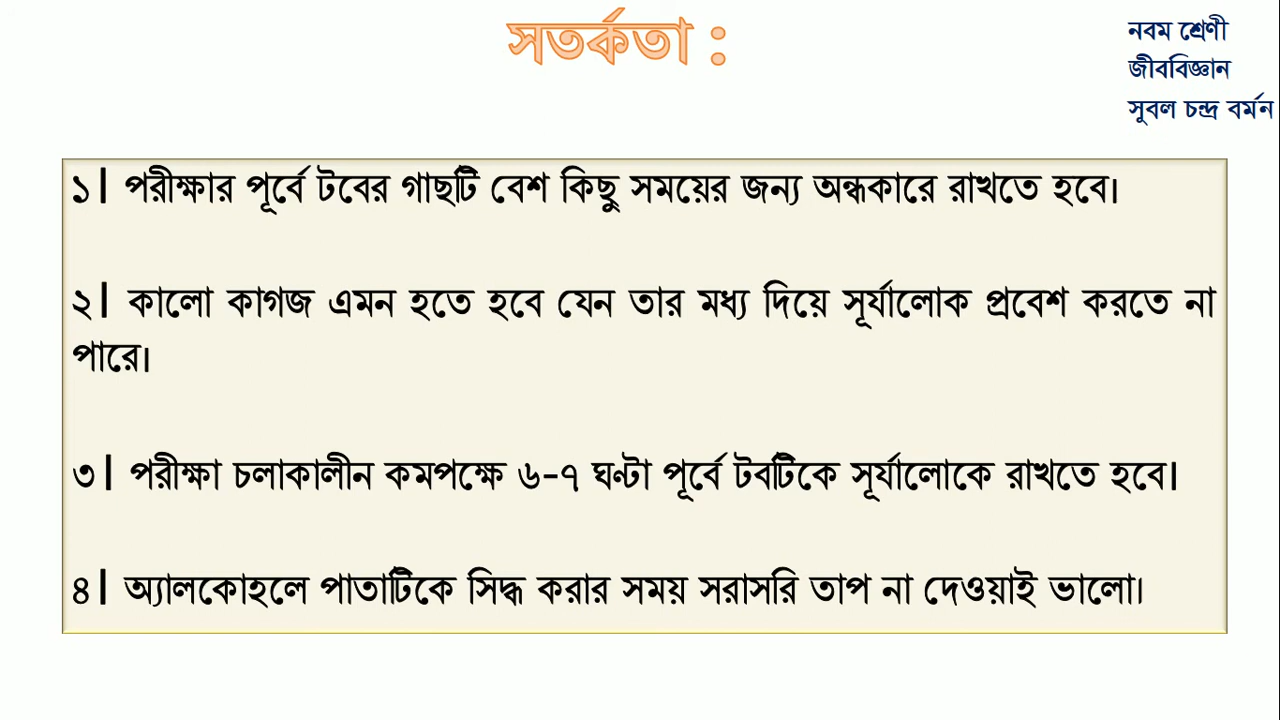 সতর্কতা :
নবম শ্রেণী
জীববিজ্ঞান
সুবল চন্দ্র বর্মন
১। পরীক্ষার পূর্বে টবের গাছটি বেশ কিছু সময়ের জন্য অন্ধকারে রাখতে হবে।
২। কালো কাগজ এমন হতে হবে যেন তার মধ্য দিয়ে সূর্যালোক প্রবেশ করতে না
পারে।
৩। পরীক্ষা চলাকালীন কমপক্ষে ৬-৭ ঘণ্টা পূর্বে টবটিকে সূর্যালোকে রাখতে হবে।
৪। অ্যালকোহলে পাতাটিকে সিদ্ধ করার সময় সরাসরি তাপ না দেওয়াই ভালো।